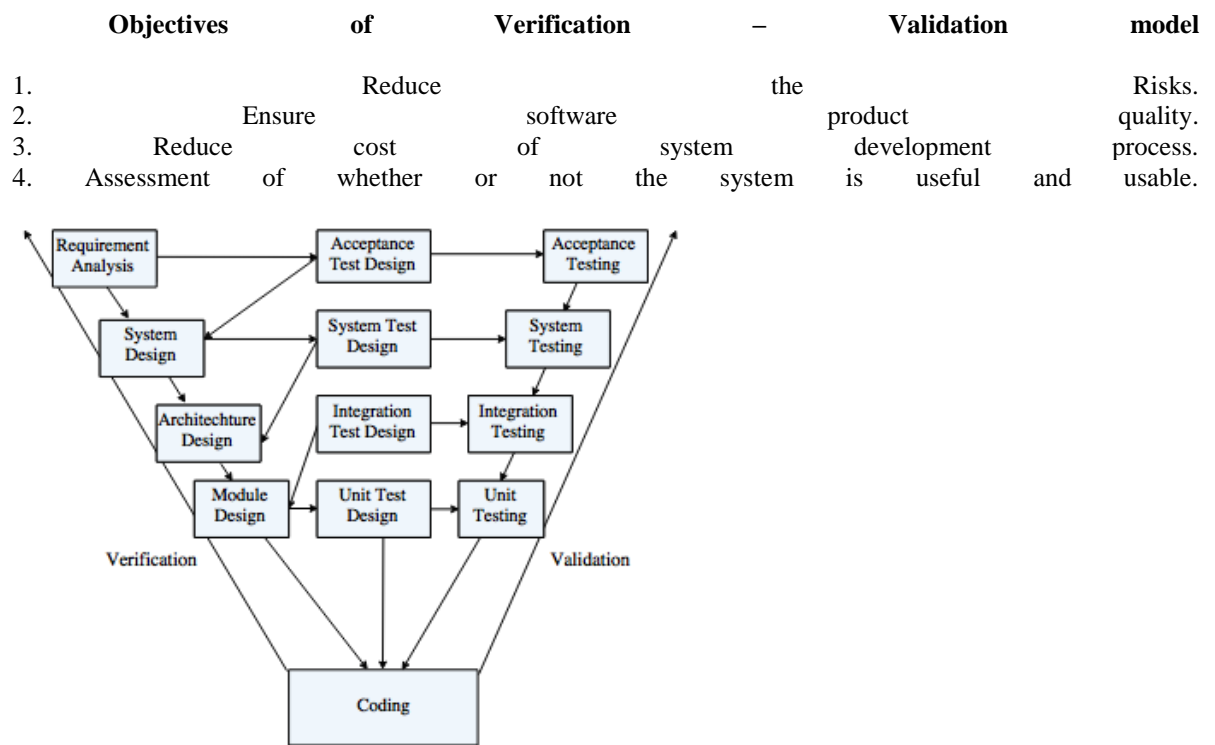 Objectives of Verification – Validation model
1. Reduce the Risks.
2. Ensure software product quality.
3. Reduce cost of system development process.
4. Assessment of whether or not the system is useful and usable.
Requirement
Analysis
Acceptance
Test Design
Acceptance
Testing
System
Design
System Test
Design
System
Testing
Architechture
Design
Integration
Test Design
Integration
Testing
Module
Design
Unit Test
Design
Unit
Testing
Verification
Validation
Coding